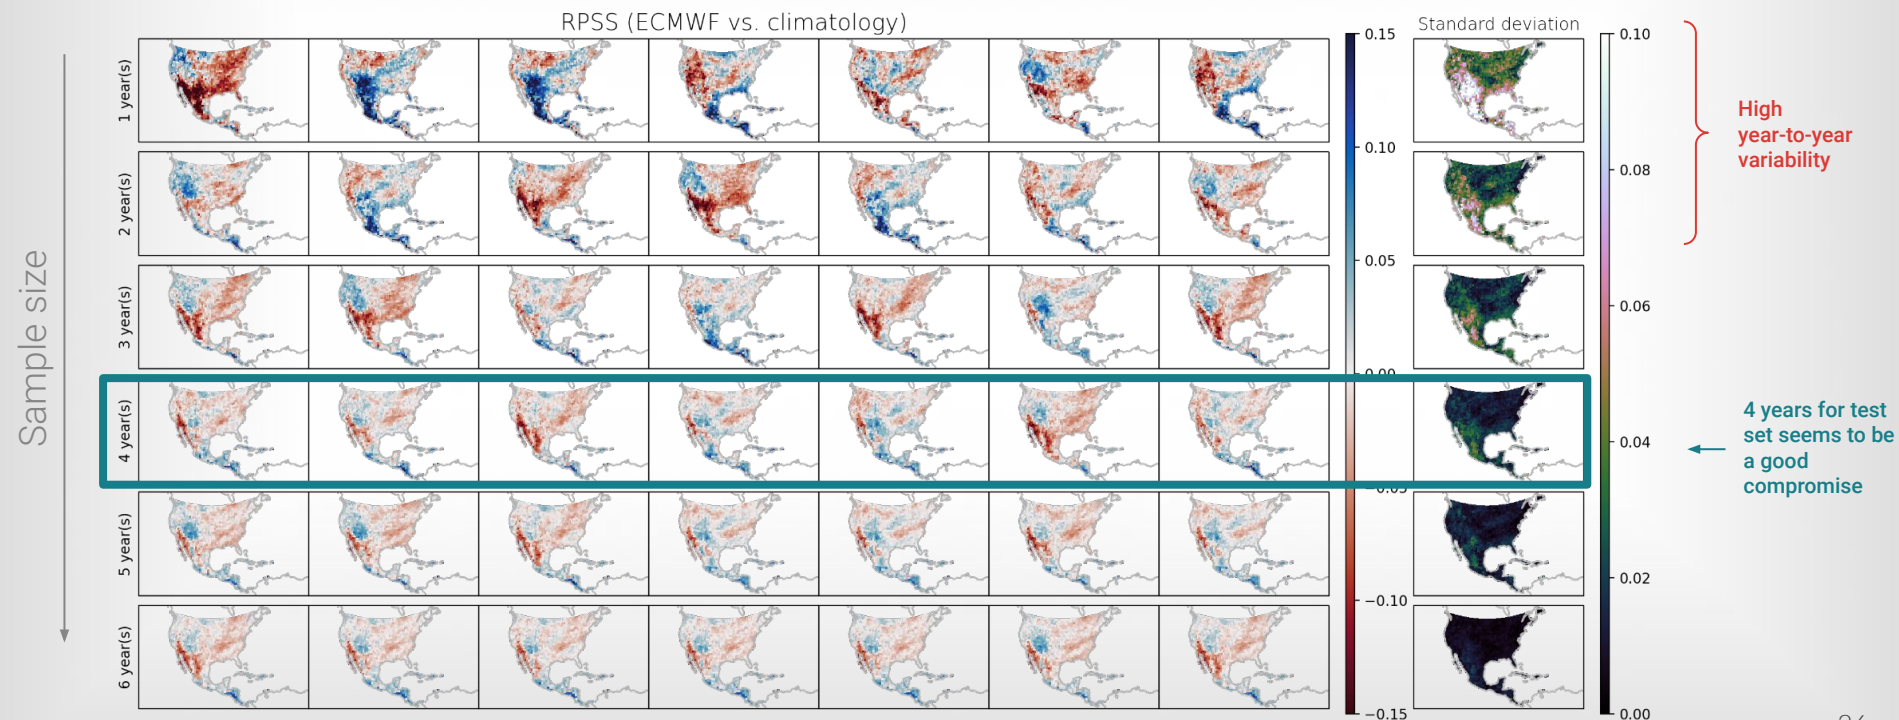 RPSS (ECMWF vs. climatology)
Standard deviation
Sample size
1 year(s)
2 year(s)
3 year(s)
4 year(s)
5 year(s)
6 year(s)
0.15
0.10
0.05
0.00
−0.05
−0.10
−0.15
0.10
0.08
0.06
0.04
0.02
0.00
High
year-to-year
variability
4 years for test
set seems to be
a good
compromise